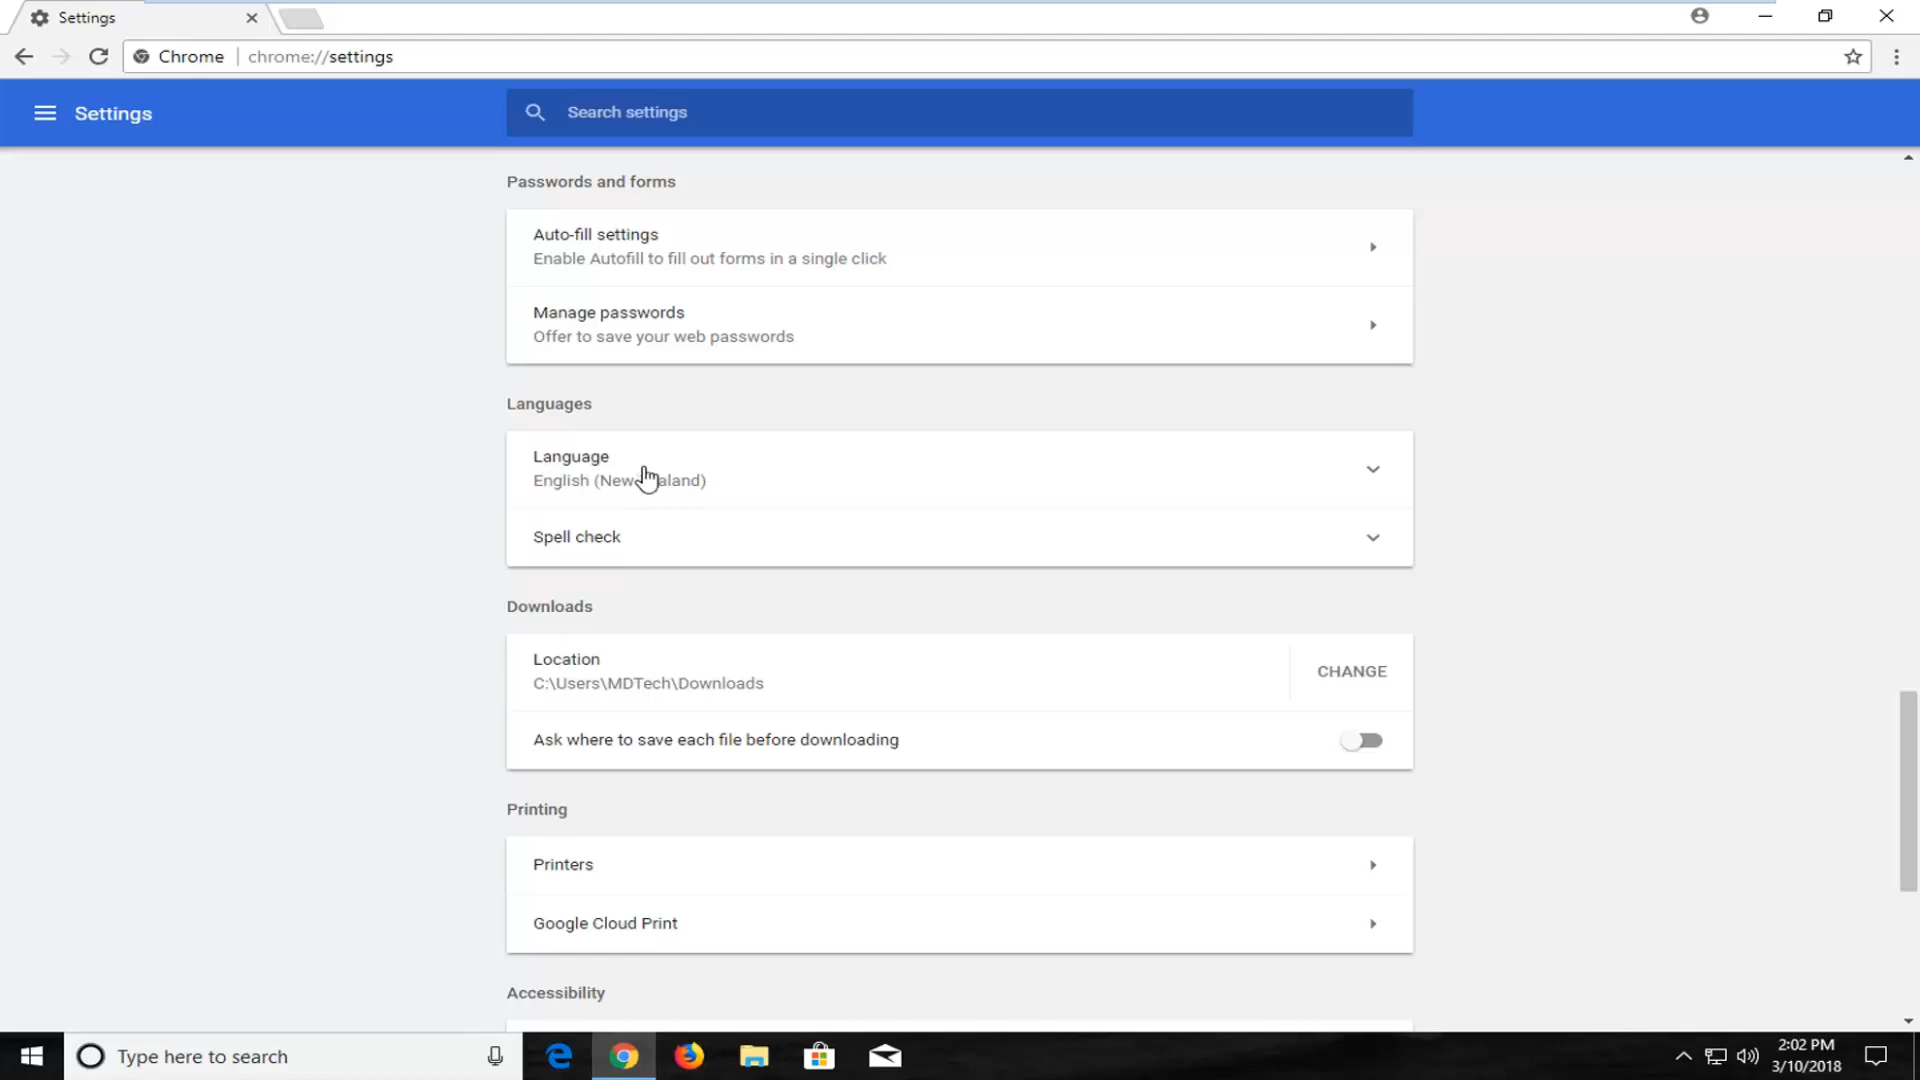 Settings
Chrome | chrome://settings
Settings
Search settings
Passwords and forms
Auto-fill settings
Enable Autofill to fill out forms in a single click
Manage passwords
Offer to save your web passwords
Languages
Language
English (New aland)
Spell check
Downloads
Location
C:\Users\MDTech\Downloads
CHANGE
Ask where to save each file before downloading
Printing
Printers
Google Cloud Print
Accessibility
Type here to search
2:02 PM
3/10/2018